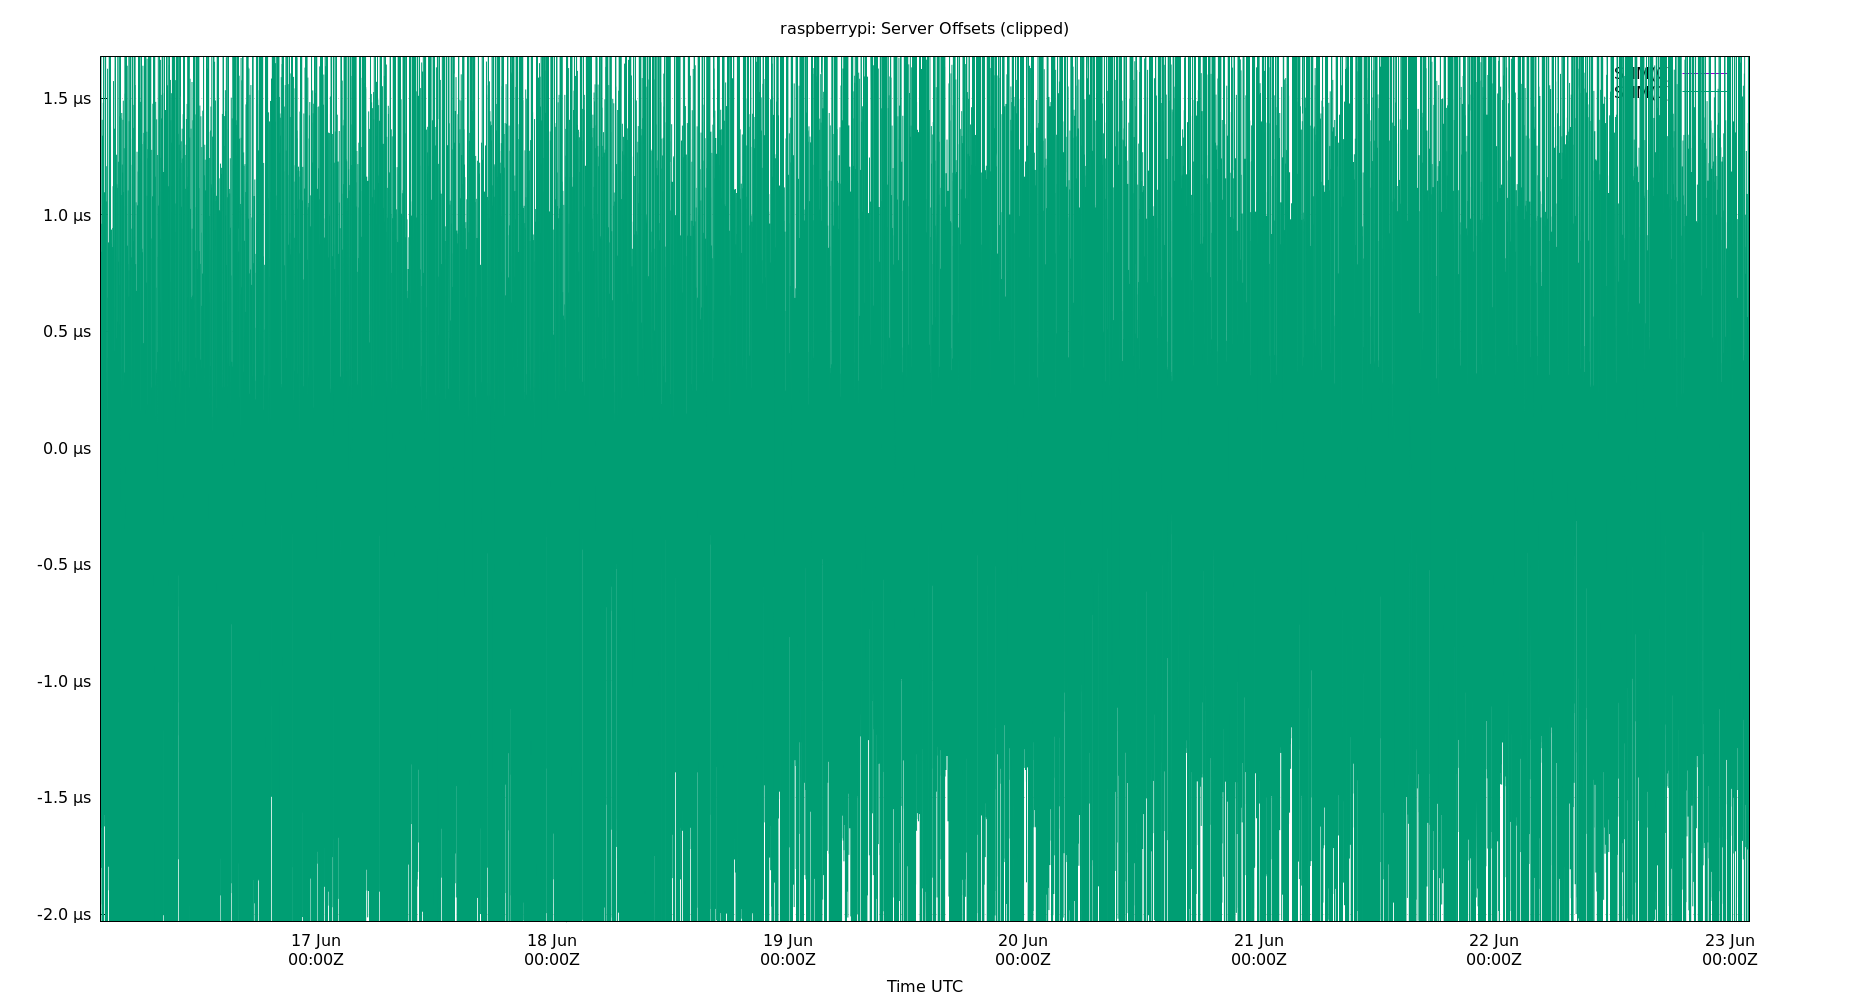 raspberrypi: Server Offsets (clipped)
1.5 µs
1.0 µs
0.5 µs
0.0 µs
-0.5 µs
-1.0 µs
-1.5 µs
-2.0 µs
17 Jun 18 Jun 19 Jun 20 Jun 21 Jun 22 Jun 23 Jun
00:00Z 00:00Z 00:00Z 00:00Z 00:00Z 00:00Z 00:00Z
Time UTC